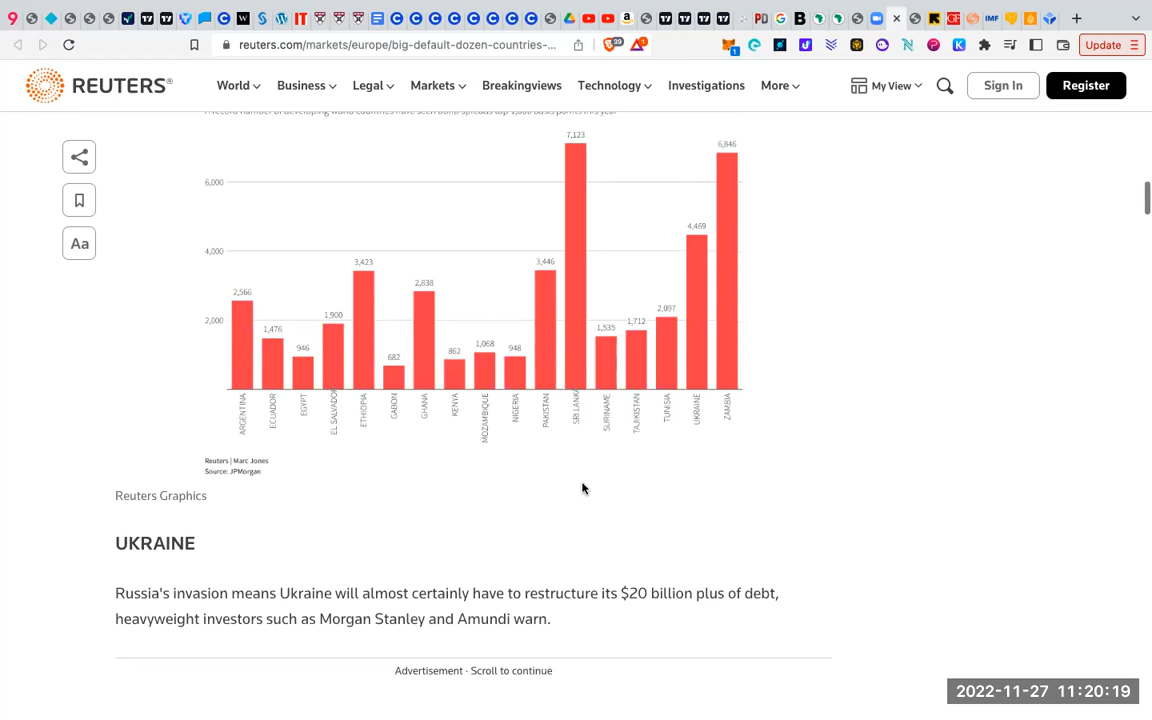 reuters.com/markets/europe/big-default-dozen-countries-...
Update
REUTERS®
World
Business
Legal
Markets
Breakingviews
Technology
Investigations
More
My View
Sign In
Register
Aa
6,000
4,000
2,000
2,566
1,476
946
1,900
3,423
682
2,838
862
1,068
948
3,446
7,123
1,535
1,712
2,097
4,469
6,846
ARGENTINA
ECUADOR
EGYPT
EL SALVADOR
ETHIOPIA
GABON
GHANA
KENYA
MOZAMBIQUE
NIGERIA
PAKISTAN
SRI LANKA
SURINAME
TAJIKISTAN
TUNISIA
UKRAINE
ZAMBIA
Reuters | Marc Jones
Source: JPMorgan
Reuters Graphics
UKRAINE
Russia's invasion means Ukraine will almost certainly have to restructure its $20 billion plus of debt,
heavyweight investors such as Morgan Stanley and Amundi warn.
Advertisement · Scroll to continue
2022-11-27 11:20:19